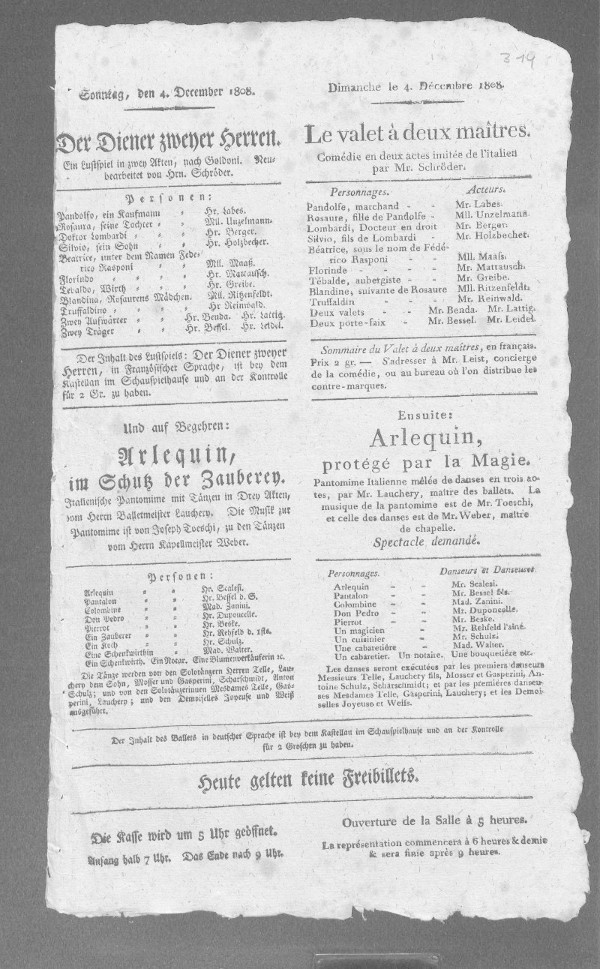 319
Sonntag, den 4. December 1808.
Der Diener zweyer Herren.
Ein Lustspiel in zwey Akten, nach Goldoni. Neu-
bearbeitet von Hrn. Schröder.
Personen:
Pandolfo, ein Kaufmann " " Hr. Labes.
Rosaura, seine Tochter " " Mll. Unzelmann.
Doktor Lombardi " " Hr. Berger.
Silvio, sein Sohn " " Hr. Holzbecher.
Beatrice, unter dem Namen Fede-
rico Rasponi " " Mll. Maaß.
Florindo " " " Hr. Mattausch.
Tebaldo, Wirth " " Hr. Greibe.
Blandina, Rosaurens Mädchen. Mll. Ritzenfeldt.
Truffaldino " " " Hr. Reinwald.
Zwey Aufwärter " Hr. Benda. Hr. Lattig.
Zwey Träger " Hr. Bessel. Hr. Leidel.
Der Inhalt des Lustspiels: Der Diener zweyer
Herren, in Französischer Sprache, ist bey dem
Kastellan im Schauspielhause und an der Kontrolle
für 2 Gr. zu haben.
Und auf Begehren:
Arlequin,
im Schutz der Zauberey.
Italienische Pantomime mit Tänzen in Drey Akten,
vom Herrn Balletmeister Lauchery. Die Musik zur
Pantomime ist von Joseph Toeschi, zu den Tänzen
vom Herrn Kapellmeister Weber.
Personen:
Arlequin " " Hr. Scalesi.
Pantalon " " Hr. Bessel d. S.
Colombine " " Mad. Zanini.
Don Pedro " " Hr. Duponcelle.
Pierrot " " Hr. Beske.
Ein Zauberer " " Hr. Rehfeld d. 1ste.
Ein Koch " " Hr. Schulz.
Eine Schenkwirthin " Mad. Walter.
Ein Schenkwirth. Ein Notar. Eine Blumenverkäuferin ꝛc.
Die Tänze werden von den Solotänzern Herren Telle, Lau-
chery dem Sohn, Mosser und Gasperini, Scharschmidt, Anton
Schulz; und von den Solotänzerinnen Mesdames Telle, Gas-
perini, Lauchery; und den Demoiselles Joyeuse und Weiß
ausgeführt.
Dimanche le 4. Décembre 1808.
Le valet à deux maîtres.
Comédie en deux actes imitée de l'italien
par Mr. Schröder.
Personnages. Acteurs.
Pandolfe, marchand - - Mr. Labes.
Rosaure, fille de Pandolfe - Mll. Unzelmann.
Lombardi, Docteur en droit Mr. Berger.
Silvio, fils de Lombardi - Mr. Holzbecher.
Béatrice, sous le nom de Fédé-
rico Rasponi - - Mll. Maafs.
Florinde - - - - Mr. Mattausch.
Tébalde, aubergiste - - Mr. Greibe.
Blandine, suivante de Rosaure Mll. Ritzenfeldt.
Truffaldin - - - - Mr. Reinwald.
Deux valets - - Mr. Benda. Mr. Lattig.
Deux porte-faix - Mr. Bessel. Mr. Leidel.
Sommaire du Valet à deux maîtres, en français.
Prix 2 gr. — S'adresser à Mr. Leist, concierge
de la comédie, ou au bureau où l'on distribue les
contre-marques.
Ensuite:
Arlequin,
protégé par la Magie.
Pantomime Italienne mêlée de danses en trois ac-
tes, par Mr. Lauchery, maître des ballets. La
musique de la pantomime est de Mr. Toeschi,
et celle des danses est de Mr. Weber, maître
de chapelle.
Spectacle demandé.
Personnages. Danseurs et Danseuses.
Arlequin - - Mr. Scalesi.
Pantalon - - Mr. Bessel fils.
Colombine - - Mad. Zanini.
Don Pedro - - Mr. Duponcelle.
Pierrot - - Mr. Beske.
Un magicien - - Mr. Rehfeld l'aîné.
Un cuisinier - - Mr. Schulz.
Une cabaretière - - Mad. Walter.
Un cabaretier. Un notaire. Une bouquetière etc.
Les danses seront exécutées par les premiers danseurs
Messieurs Telle, Lauchery fils, Mosser et Gasperini, An-
toine Schulz, Scharschmidt; et par les premières danseu-
ses Mesdames Telle, Gasperini, Lauchery; et les Demoi-
selles Joyeuse et Weifs.
Der Inhalt des Ballets in deutscher Sprache ist bey dem Kastellan im Schauspielhause und an der Kontrolle
für 2 Groschen zu haben.
Heute gelten keine Freibillets.
Die Kasse wird um 5 Uhr geöffnet.
Anfang halb 7 Uhr. Das Ende nach 9 Uhr.
Ouverture de la Salle à 5 heures.
La représentation commencera à 6 heures & demie
& sera finie après 9 heures.